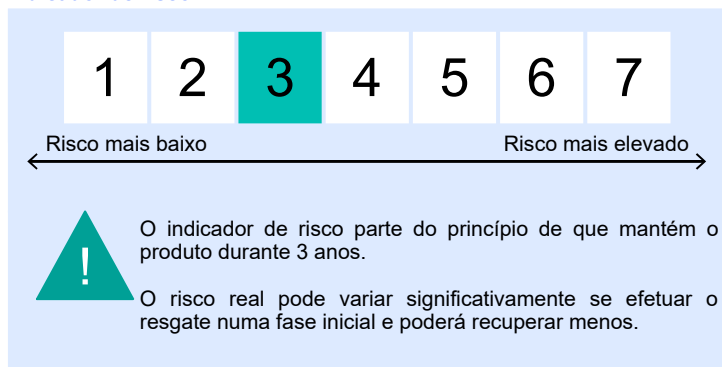 1 2 3 4 5 6 7
Risco mais baixo Risco mais elevado
!
O indicador de risco parte do princípio de que mantém o
produto durante 3 anos.
O risco real pode variar significativamente se efetuar o
resgate numa fase inicial e poderá recuperar menos.